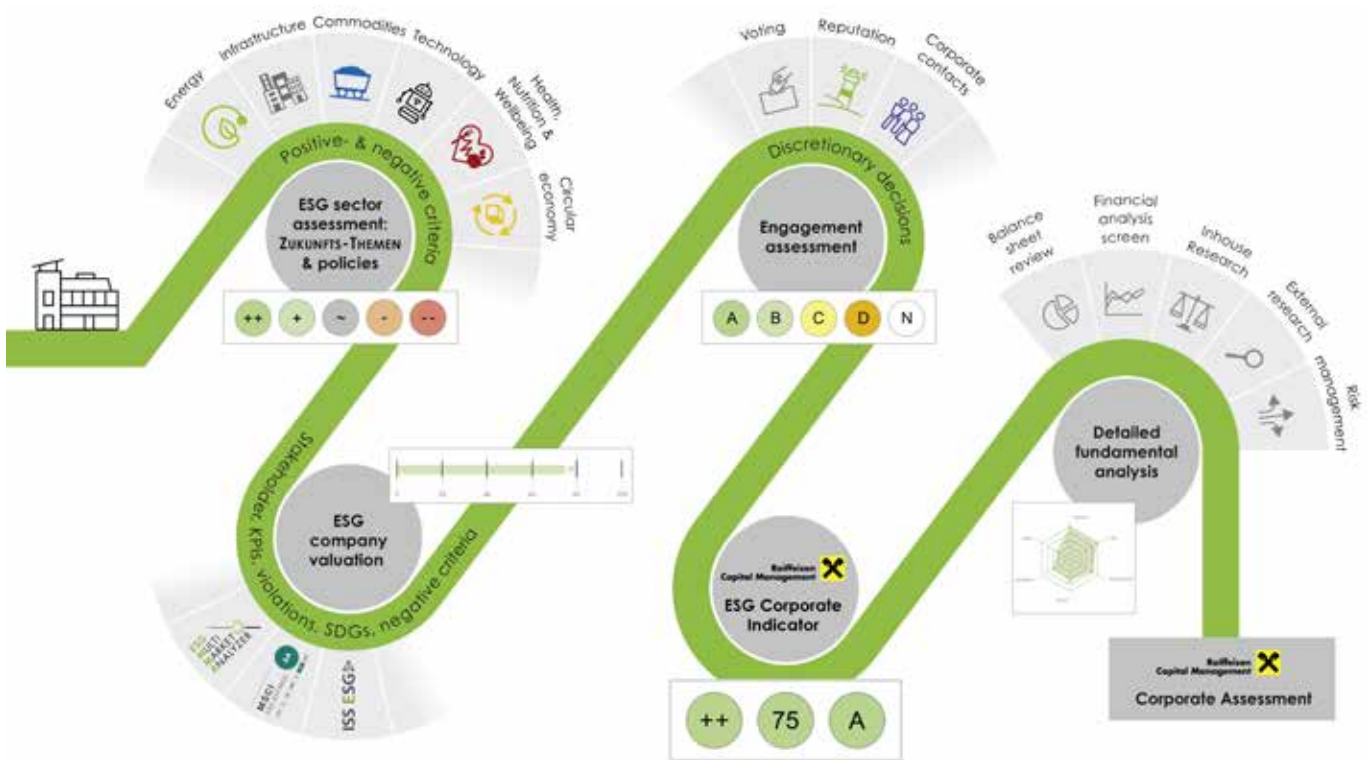 Energy
Infrastructure
Commodities
Technology
Health,
Nutrition &
Wellbeing
Circular
economy
Positive- & negative criteria
ESG sector
assessment:
ZUKUNFTS-THEMEN
& policies
++
+
~
-
--
Stakeholder, KPIs, violations, SDGs, negative criteria
ESG
company
valuation
ESG
MULTI
MARKET
ANALYZER
MSCI
ISS ESG
Voting
Reputation
Corporate
contacts
Discretionary decisions
Engagement
assessment
A
B
C
D
N
Raiffeisen
Capital Management
ESG Corporate
Indicator
++
75
A
Balance
sheet
review
Financial
analysis
screen
Inhouse
Research
External
research
Risk
management
Detailed
fundamental
analysis
Raiffeisen
Capital Management
Corporate Assessment